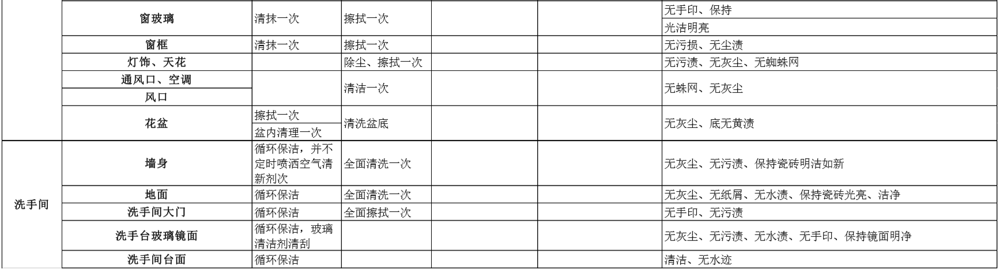 窗玻璃 清抹一次 擦拭一次 无手印、保持
光洁明亮
窗框 清抹一次 擦拭一次 无污损、无尘渍
灯饰、天花 除尘、擦拭一次 无污渍、无灰尘、无蜘蛛网
通风口、空调
风口
清洁一次 无蛛网、无灰尘
花盆 擦拭一次
盆内清理一次
清洗盆底 无灰尘、底无黄渍
洗手间
墙身 循环保洁，并不
定时喷洒空气清
新剂次
全面清洗一次 无灰尘、无污渍、保持瓷砖明洁如新
地面 循环保洁 全面清洗一次 无灰尘、无纸屑、无水渍、保持瓷砖光亮、洁净
洗手间大门 循环保洁 全面擦拭一次 无手印、无污渍
洗手台玻璃镜面 循环保洁，玻璃
清洁剂清刮
无灰尘、无污渍、无水渍、无手印、保持镜面明净
洗手间台面 循环保洁 清洁、无水迹